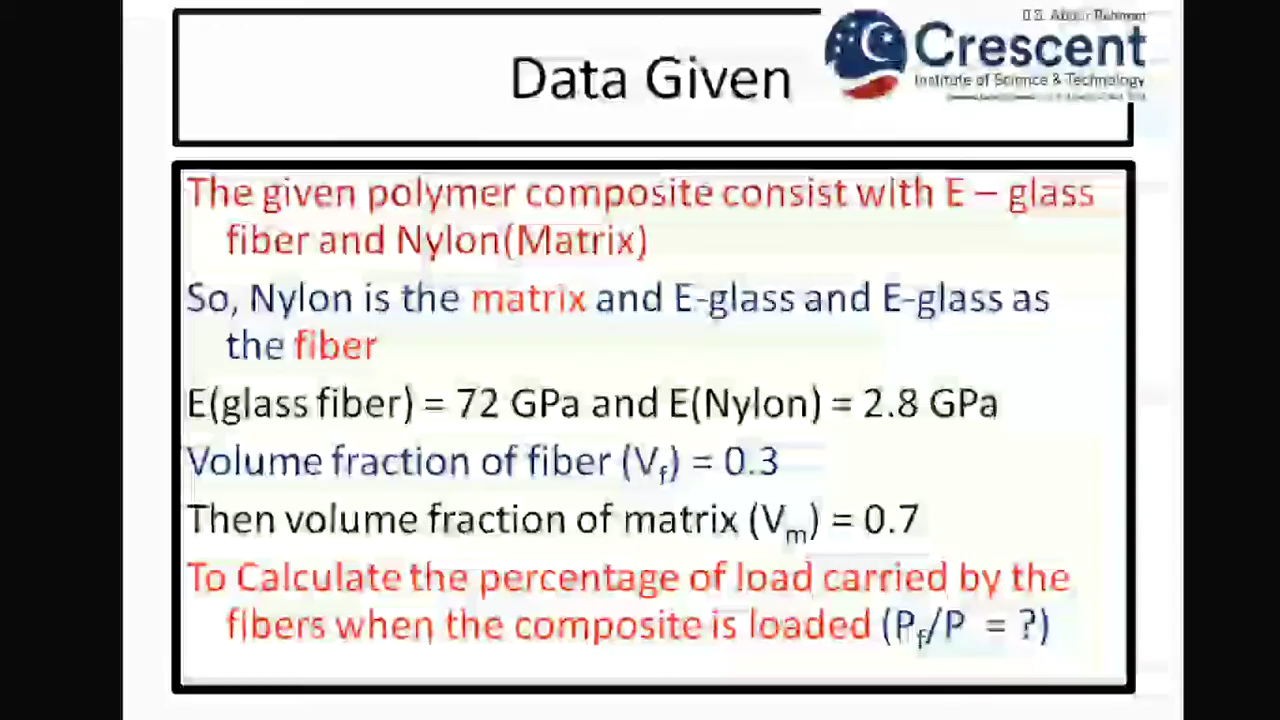 Data Given
Crescent
Institute of Science & Technology
The given polymer composite consist with E – glass
fiber and Nylon(Matrix)
So, Nylon is the matrix and E-glass and E-glass as
the fiber
E(glass fiber) = 72 GPa and E(Nylon) = 2.8 GPa
Volume fraction of fiber (Vf) = 0.3
Then volume fraction of matrix (Vm) = 0.7
To Calculate the percentage of load carried by the
fibers when the composite is loaded (Pf/P = ?)